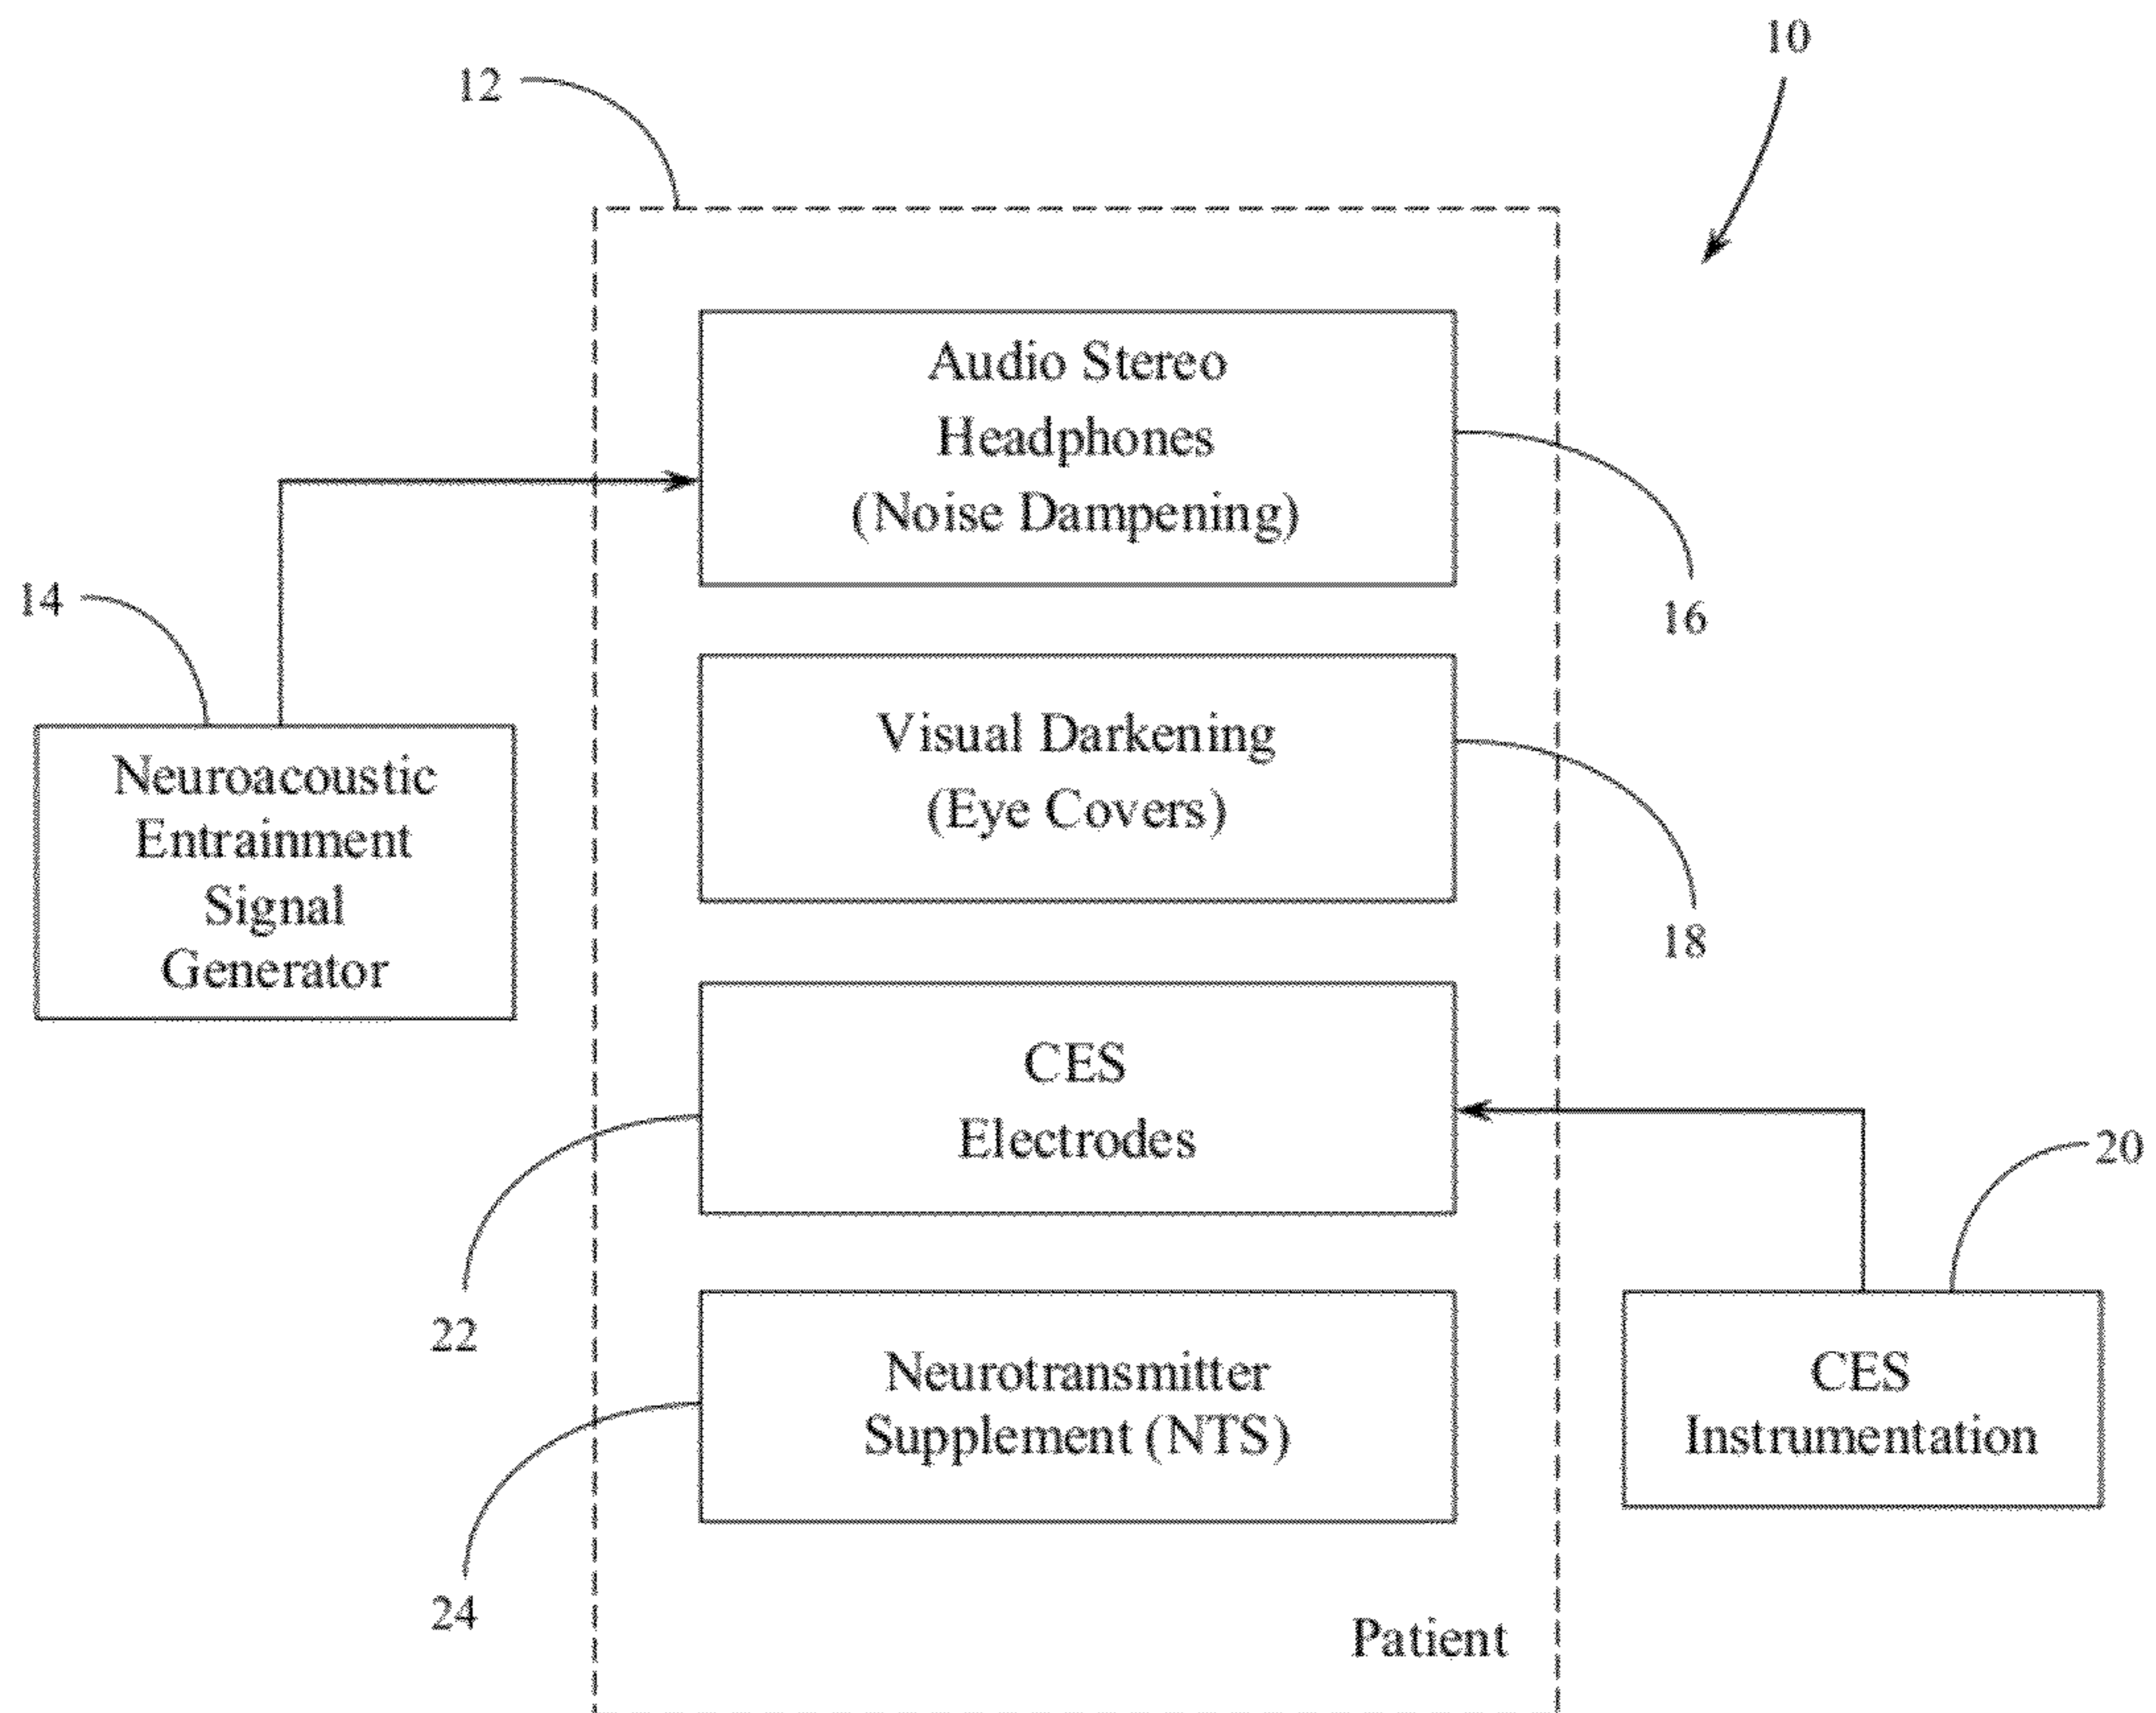 10
12
Audio Stereo
Headphones
(Noise Dampening)
16
14
Neuroacoustic
Entrainment
Signal
Generator
Visual Darkening
(Eye Covers)
18
CES
Electrodes
22
20
CES
Instrumentation
Neurotransmitter
Supplement (NTS)
24
Patient